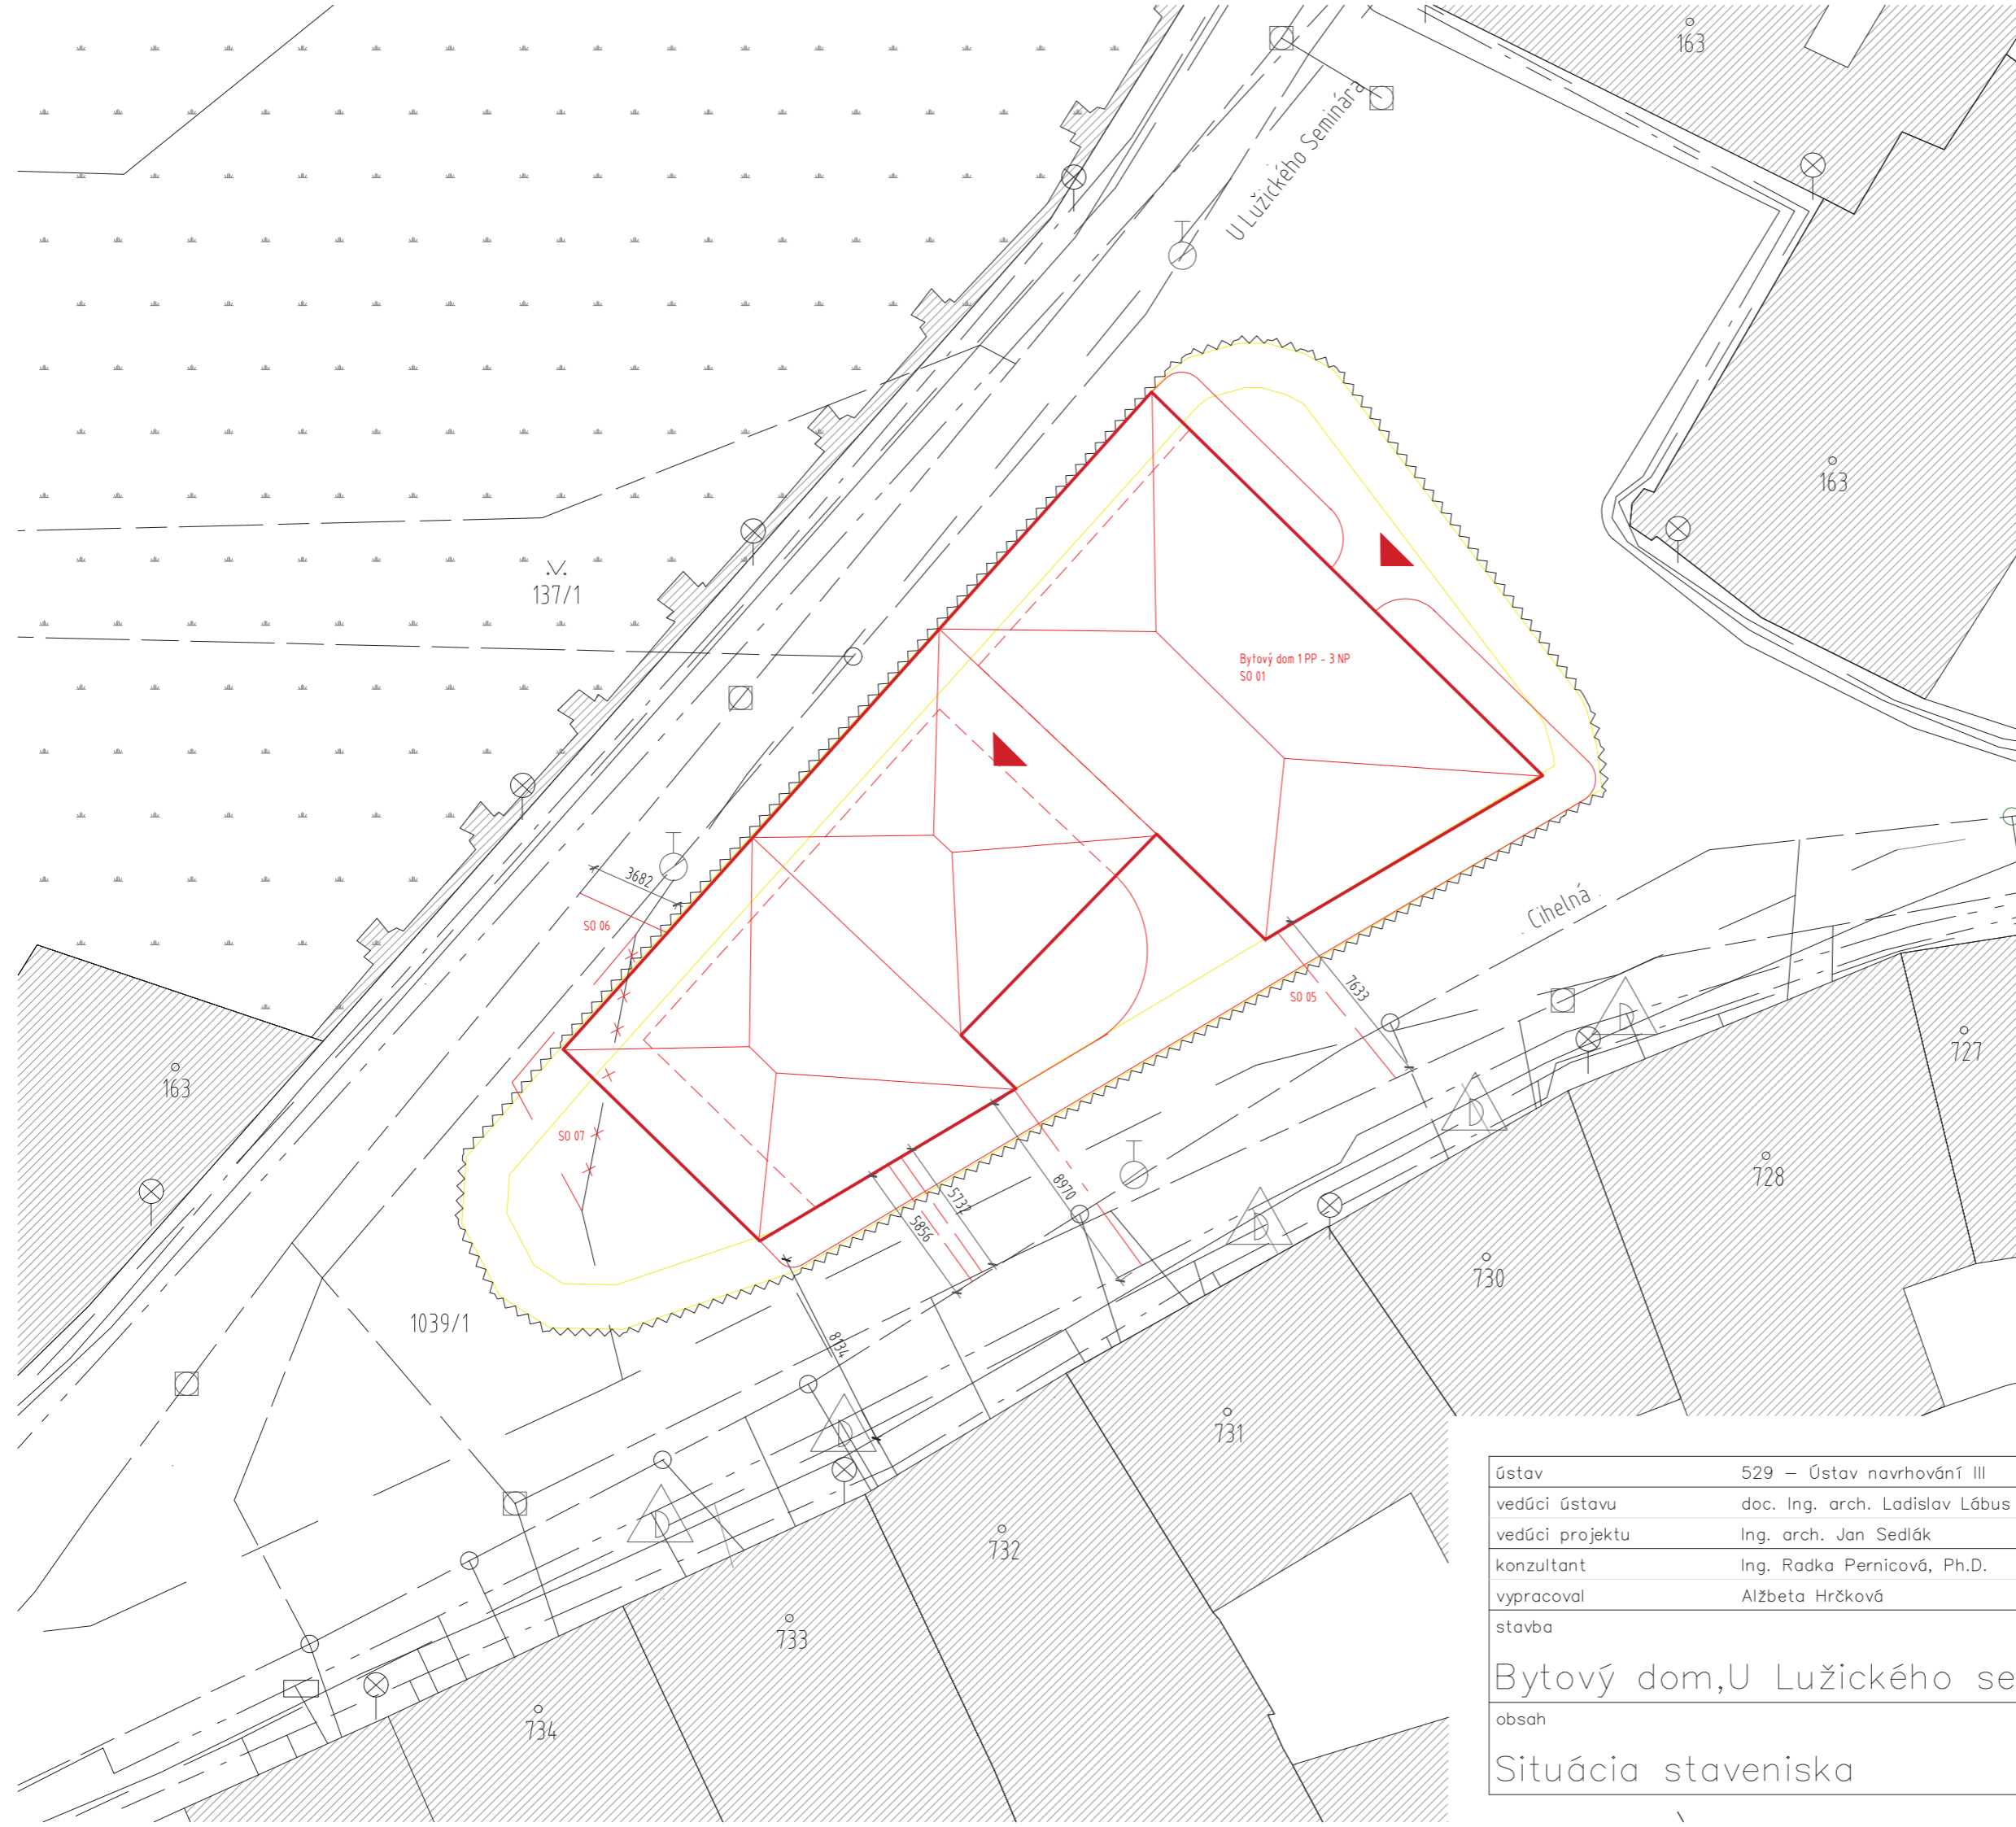 163
U Lužického Seminára
163
137/1
Bytový dom 1 PP - 3 NP
SO 01
3682
SO 06
Cihelná
7633
SO 05
163
727
SO 07
728
8970
5732
5856
730
1039/1
8134
731
732
733
734
ústav 529 – Ústav navrhování III
vedúci ústavu doc. Ing. arch. Ladislav Lábus
vedúci projektu Ing. arch. Jan Sedlák
konzultant Ing. Radka Pernicová, Ph.D.
vypracoval Alžbeta Hrčková
stavba
Bytový dom,U Lužického se
obsah
Situácia staveniska